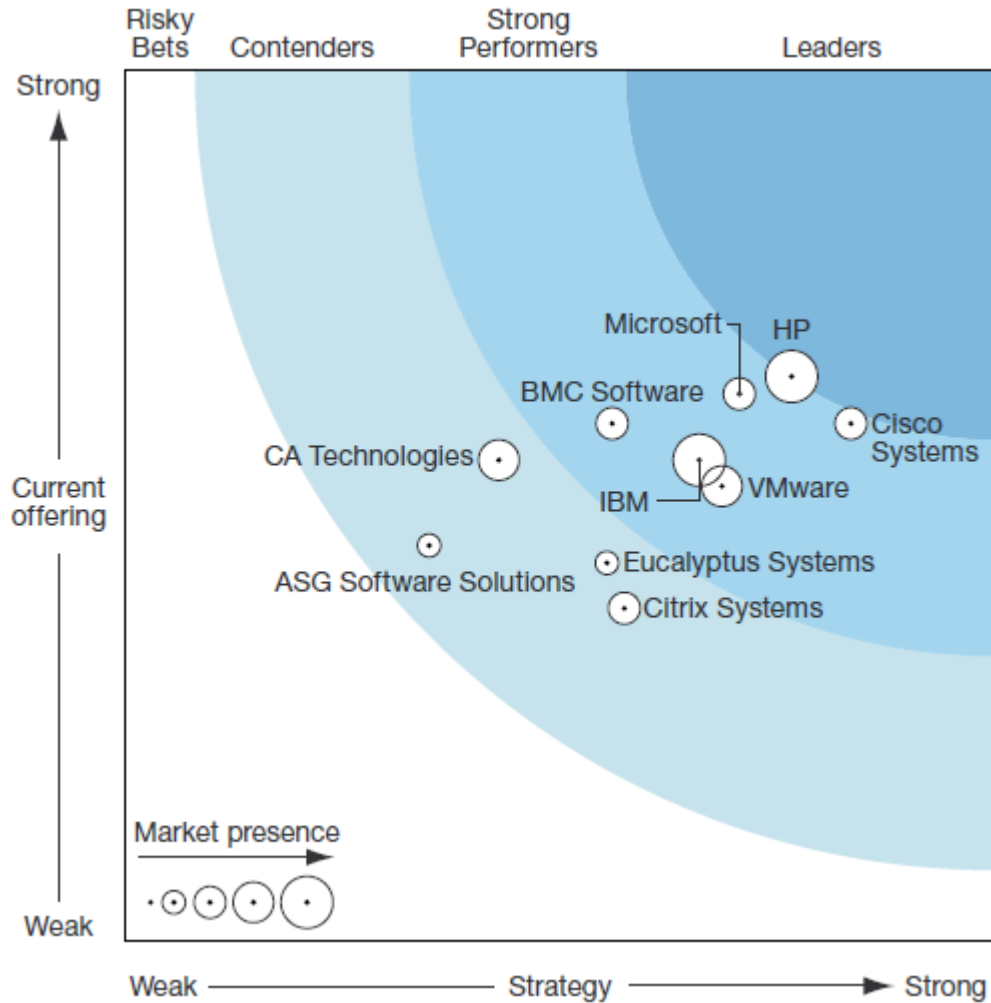 Risky
Bets
Contenders
Strong
Performers
Leaders
Strong
Microsoft
HP
BMC Software
Cisco
Systems
CA Technologies
IBM
VMware
Current
offering
Eucalyptus Systems
ASG Software Solutions
Citrix Systems
Market presence
Weak
Weak
Strategy
Strong